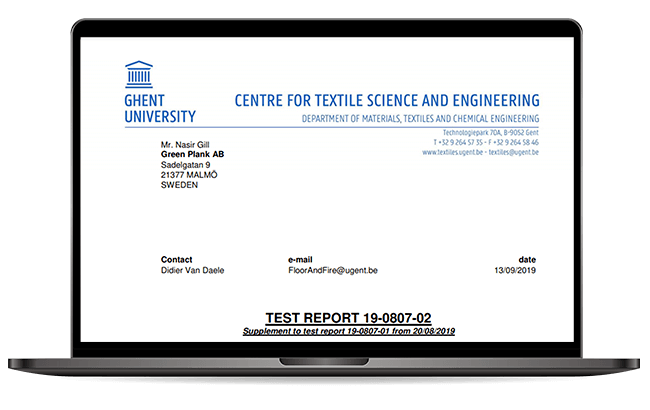 GHENT
UNIVERSITY
CENTRE FOR TEXTILE SCIENCE AND ENGINEERING
DEPARTMENT OF MATERIALS, TEXTILES AND CHEMICAL ENGINEERING
Technologiepark 70A, B-9052 Gent
T +32 9 264 57 35 - F +32 9 264 58 46
www.textiles.ugent.be - textiles@ugent.be
Mr. Nasir Gill
Green Plank AB
Sadelgatan 9
21377 MALMÖ
SWEDEN
Contact e-mail date
Didier Van Daele FloorAndFire@ugent.be 13/09/2019
TEST REPORT 19-0807-02
Supplement to test report 19-0807-01 from 20/08/2019